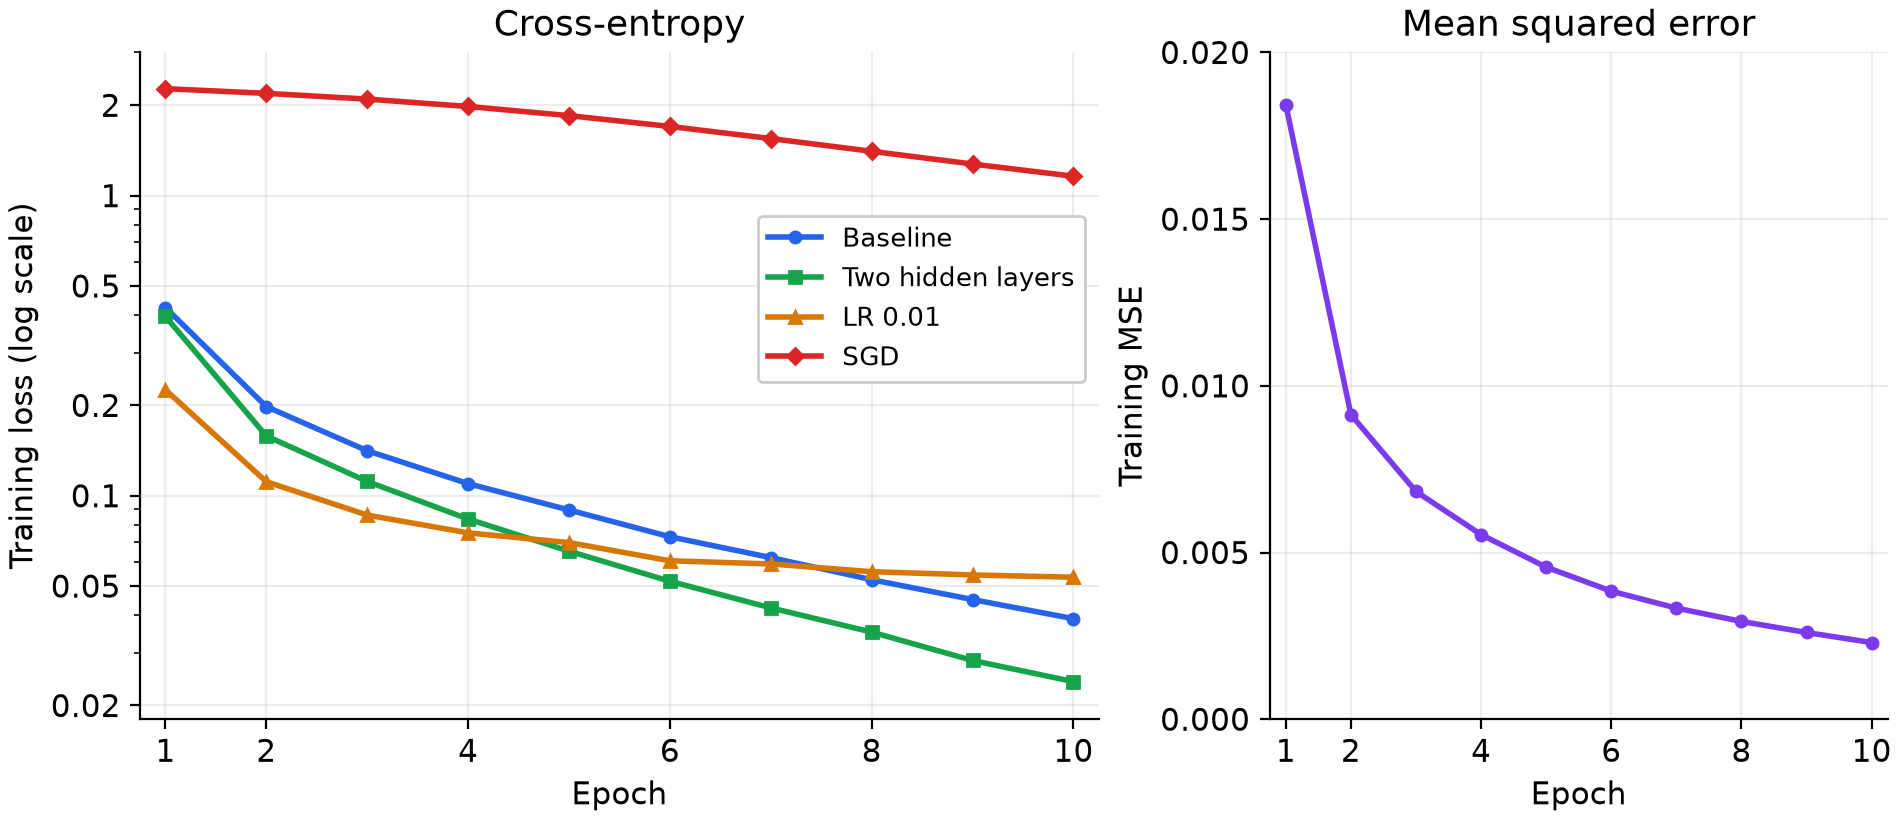 Cross-entropy
Training loss (log scale)
2
1
0.5
0.2
0.1
0.05
0.02
Baseline
Two hidden layers
LR 0.01
SGD
1 2 4 6 8 10
Epoch
Mean squared error
Training MSE
0.020
0.015
0.010
0.005
0.000
1 2 4 6 8 10
Epoch